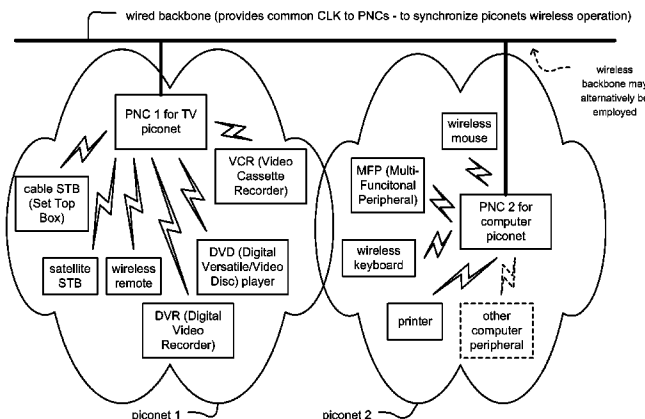 wired backbone (provides common CLK to PNCs - to synchronize piconets wireless operation)
wireless
backbone may
alternatively be
employed
PNC 1 for TV
piconet
VCR (Video
Cassette
Recorder)
cable STB
(Set Top
Box)
satellite
STB
wireless
remote
DVD (Digital
Versatile/Video
Disc) player
DVR (Digital
Video
Recorder)
piconet 1
wireless
mouse
MFP (Multi-
Funcitonal
Peripheral)
PNC 2 for
computer
piconet
wireless
keyboard
printer
other
computer
peripheral
piconet 2